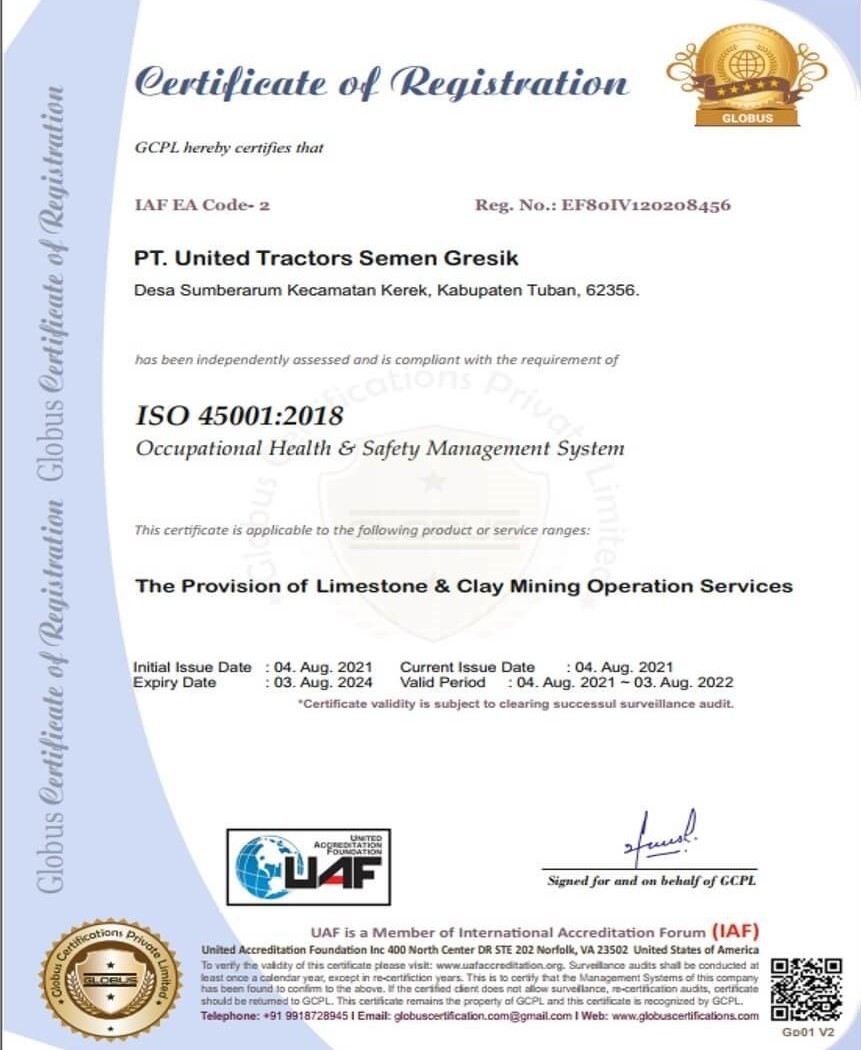 Certificate of Registration
GLOBUS
GCPL hereby certifies that
IAF EA Code- 2
Reg. No.: EF80IV120208456
PT. United Tractors Semen Gresik
Desa Sumberarum Kecamatan Kerek, Kabupaten Tuban, 62356.
has been independently assessed and is compliant with the requirement of
ISO 45001:2018
Occupational Health & Safety Management System
This certificate is applicable to the following product or service ranges:
The Provision of Limestone & Clay Mining Operation Services
Initial Issue Date : 04. Aug. 2021 Current Issue Date : 04. Aug. 2021
Expiry Date : 03. Aug. 2024 Valid Period : 04. Aug. 2021 ~ 03. Aug. 2022
*Certificate validity is subject to clearing successul surveillance audit.
Globus Certificate of Registration Globus Certificate of Registration
Globus Certifications Private Limited
UNITED
ACCREDITATION
FOUNDATION
UAF
Signed for and on behalf of GCPL
Globus Certifications Private Limited
GLOBUS
UAF is a Member of International Accreditation Forum (IAF)
United Accreditation Foundation Inc 400 North Center DR STE 202 Norfolk, VA 23502 United States of America
To verify the validity of this certificate please visit: www.uafaccreditation.org. Surveillance audits shall be conducted at
least once a calendar year, except in re-certification years. This is to certify that the Management Systems of this company
has been found to confirm to the above. If the certified client does not allow surveillance, re-certification audits, certificate
should be returned to GCPL. This certificate remains the property of GCPL and this certificate is recognized by GCPL.
Telephone: +91 9918728945 I Email: globuscertification.com@gmail.com I Web: www.globuscertifications.com
GD01 V2